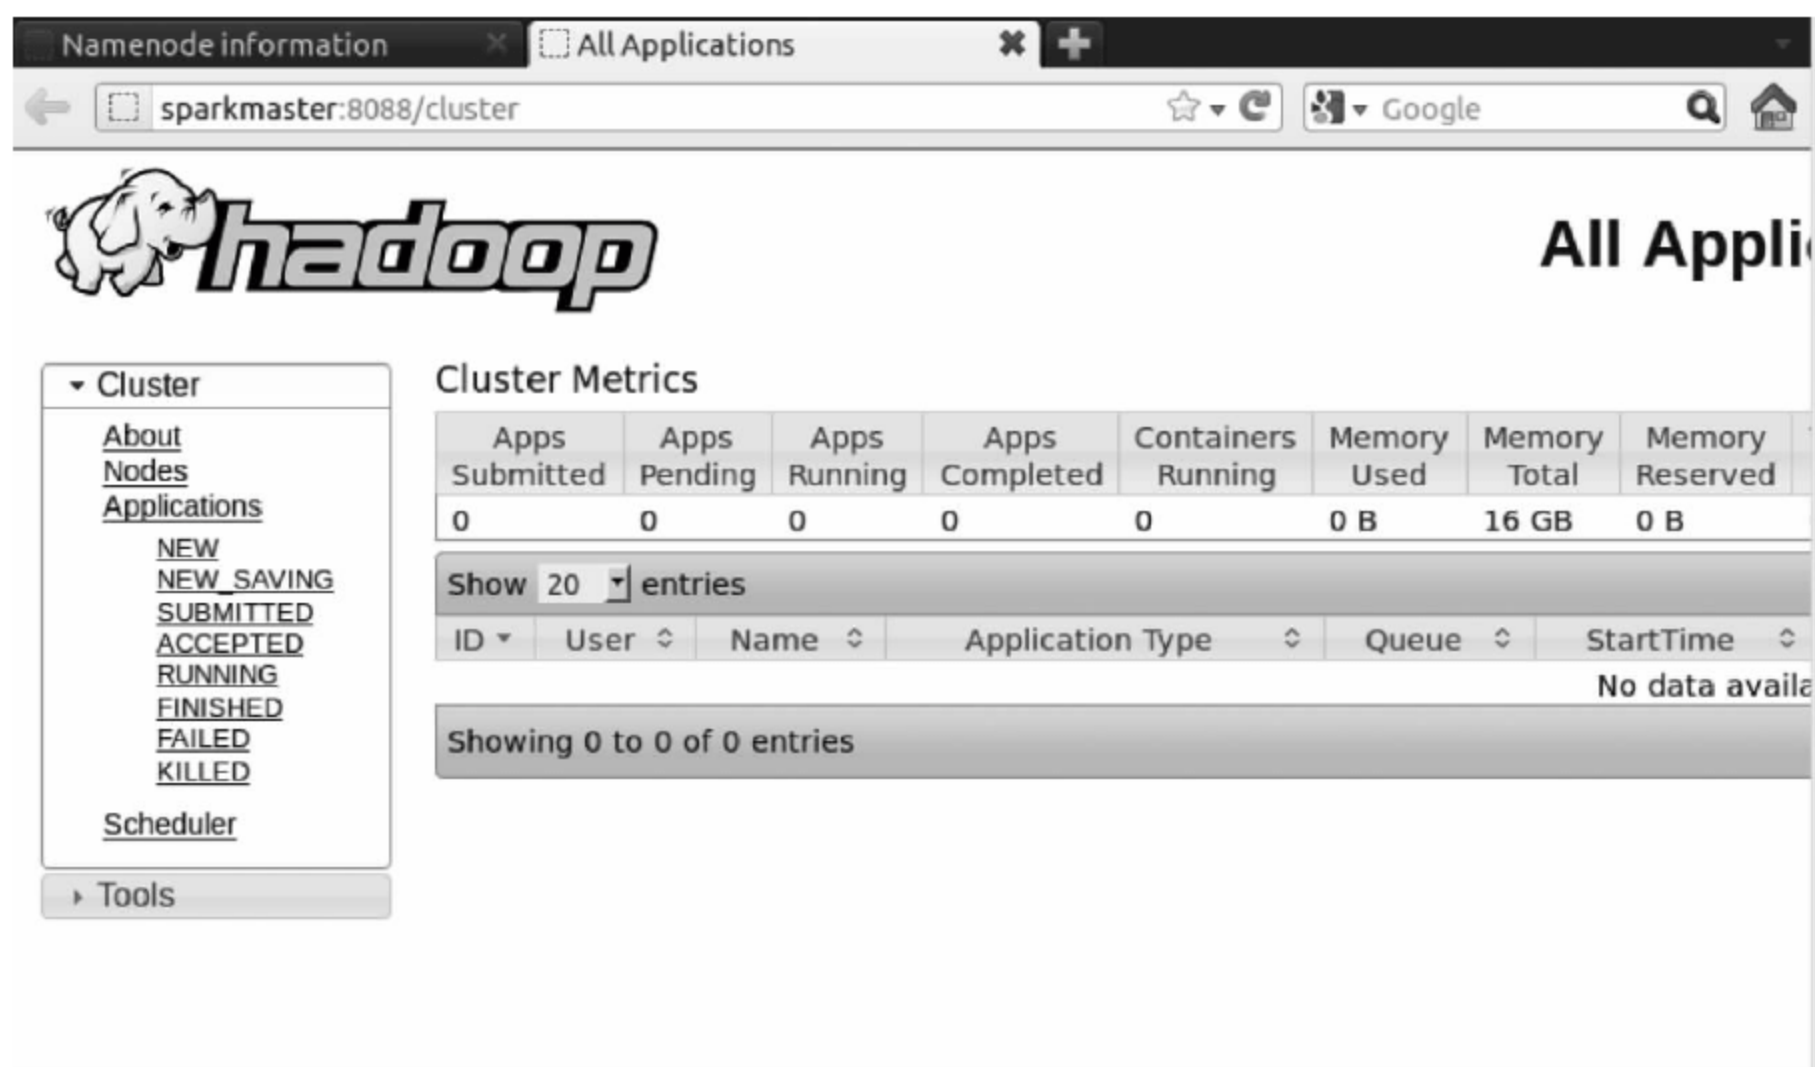 Namenode information
All Applications
sparkmaster:8088/cluster
Google
hadoop
All Appli
Cluster
About
Nodes
Applications
NEW
NEW_SAVING
SUBMITTED
ACCEPTED
RUNNING
FINISHED
FAILED
KILLED
Scheduler
Tools
Cluster Metrics
Apps Submitted
Apps Pending
Apps Running
Apps Completed
Containers Running
Memory Used
Memory Total
Memory Reserved
0 0 0 0 0 0 B 16 GB 0 B
Show 20 entries
ID User Name Application Type Queue StartTime
No data availa
Showing 0 to 0 of 0 entries